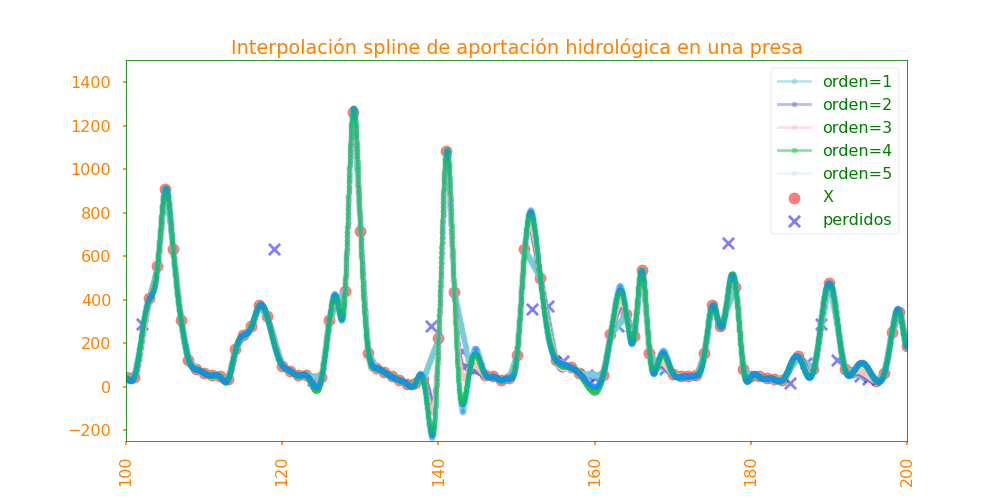 Interpolación spline de aportación hidrológica en una presa
1400
1200
1000
800
600
400
200
0
−200
100
120
140
160
180
200
orden=1
orden=2
orden=3
orden=4
orden=5
X
perdidos